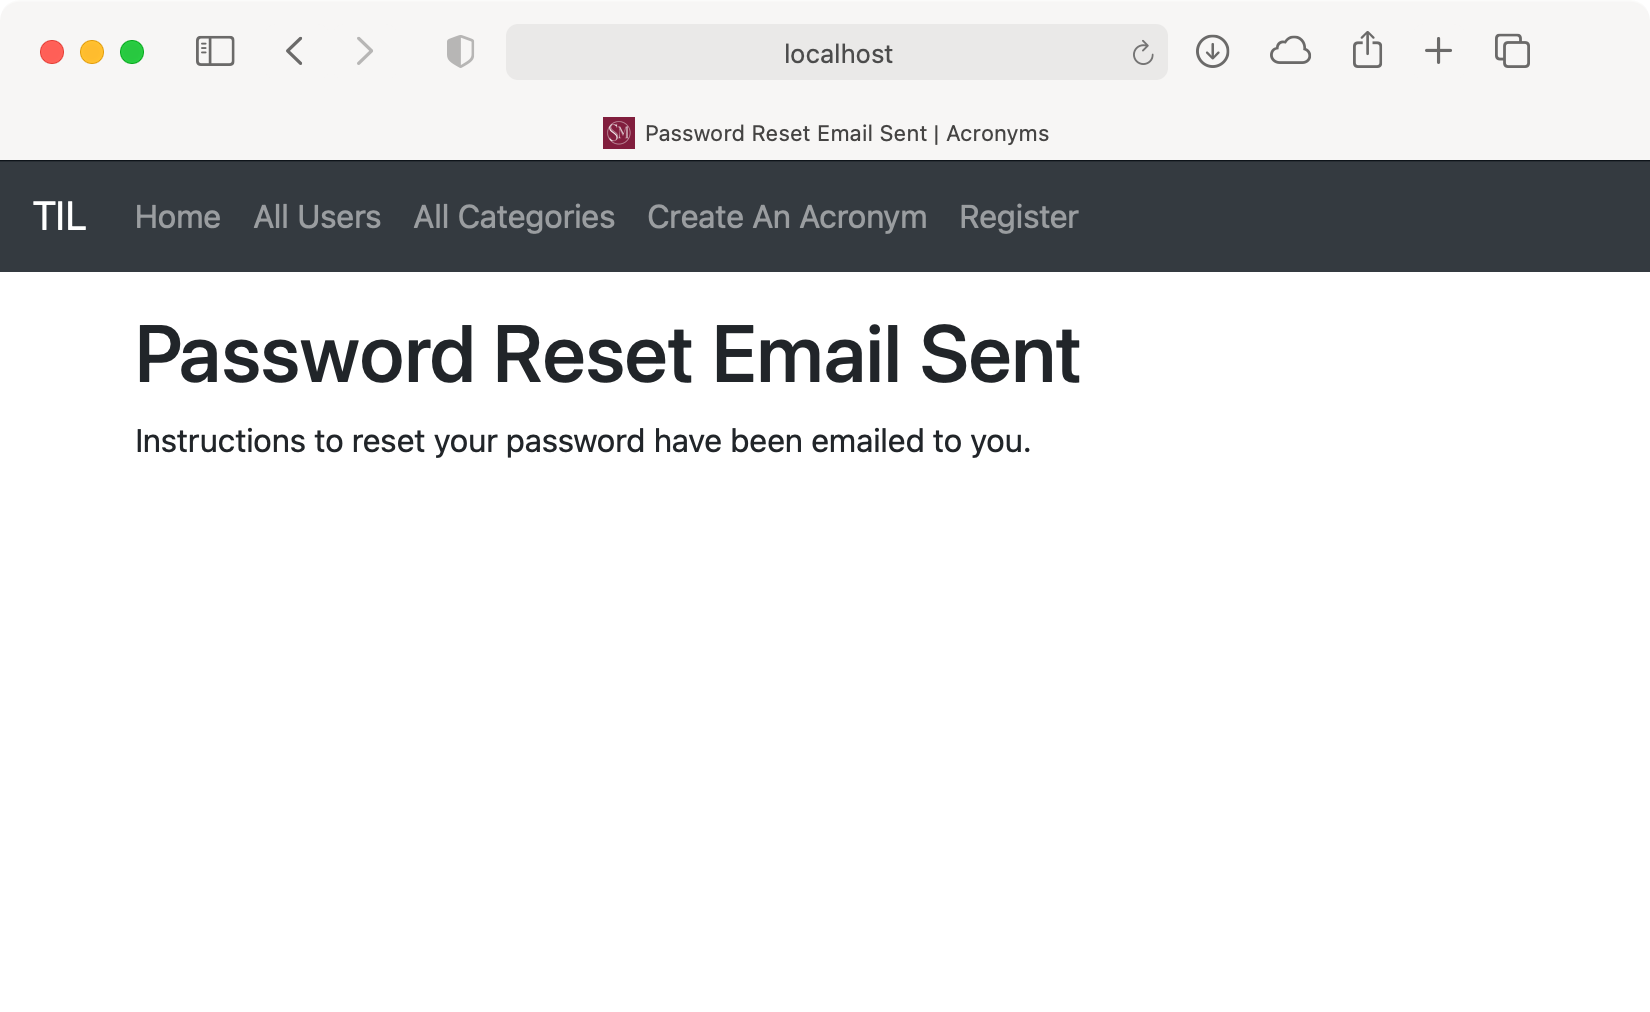 localhost
SM
Password Reset Email Sent | Acronyms
TIL Home All Users All Categories Create An Acronym Register
Password Reset Email Sent
Instructions to reset your password have been emailed to you.